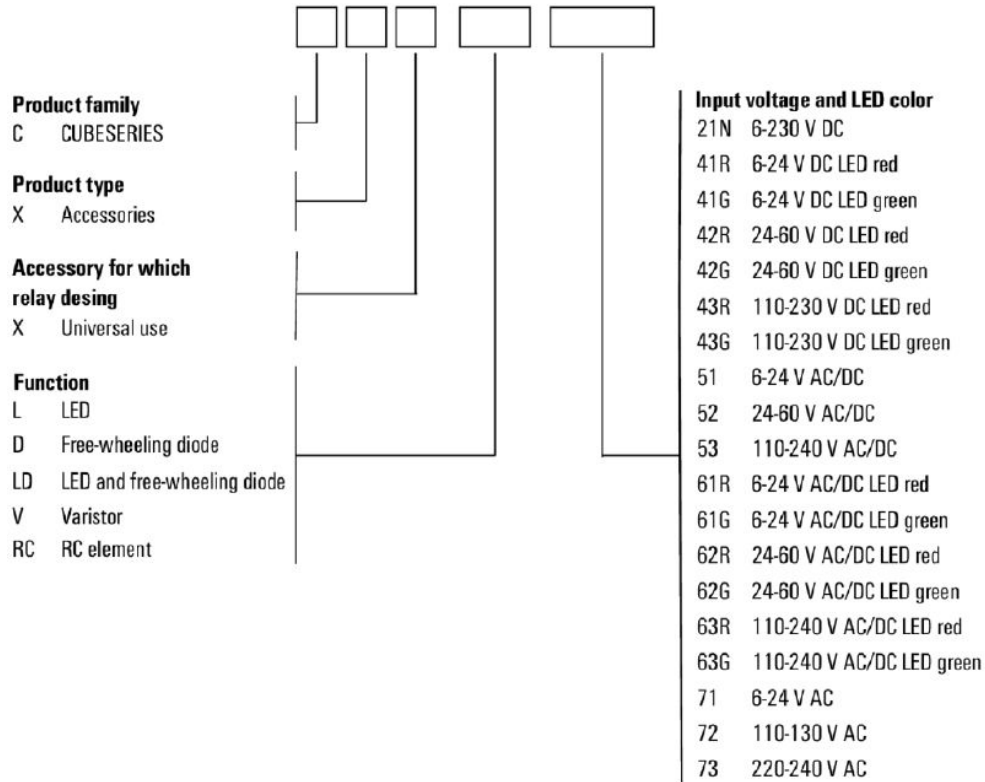 Product family
C CUBESERIES
Product type
X Accessories
Accessory for which
relay desing
X Universal use
Function
L LED
D Free-wheeling diode
LD LED and free-wheeling diode
V Varistor
RC RC element
Input voltage and LED color
21N 6-230 V DC
41R 6-24 V DC LED red
41G 6-24 V DC LED green
42R 24-60 V DC LED red
42G 24-60 V DC LED green
43R 110-230 V DC LED red
43G 110-230 V DC LED green
51 6-24 V AC/DC
52 24-60 V AC/DC
53 110-240 V AC/DC
61R 6-24 V AC/DC LED red
61G 6-24 V AC/DC LED green
62R 24-60 V AC/DC LED red
62G 24-60 V AC/DC LED green
63R 110-240 V AC/DC LED red
63G 110-240 V AC/DC LED green
71 6-24 V AC
72 110-130 V AC
73 220-240 V AC